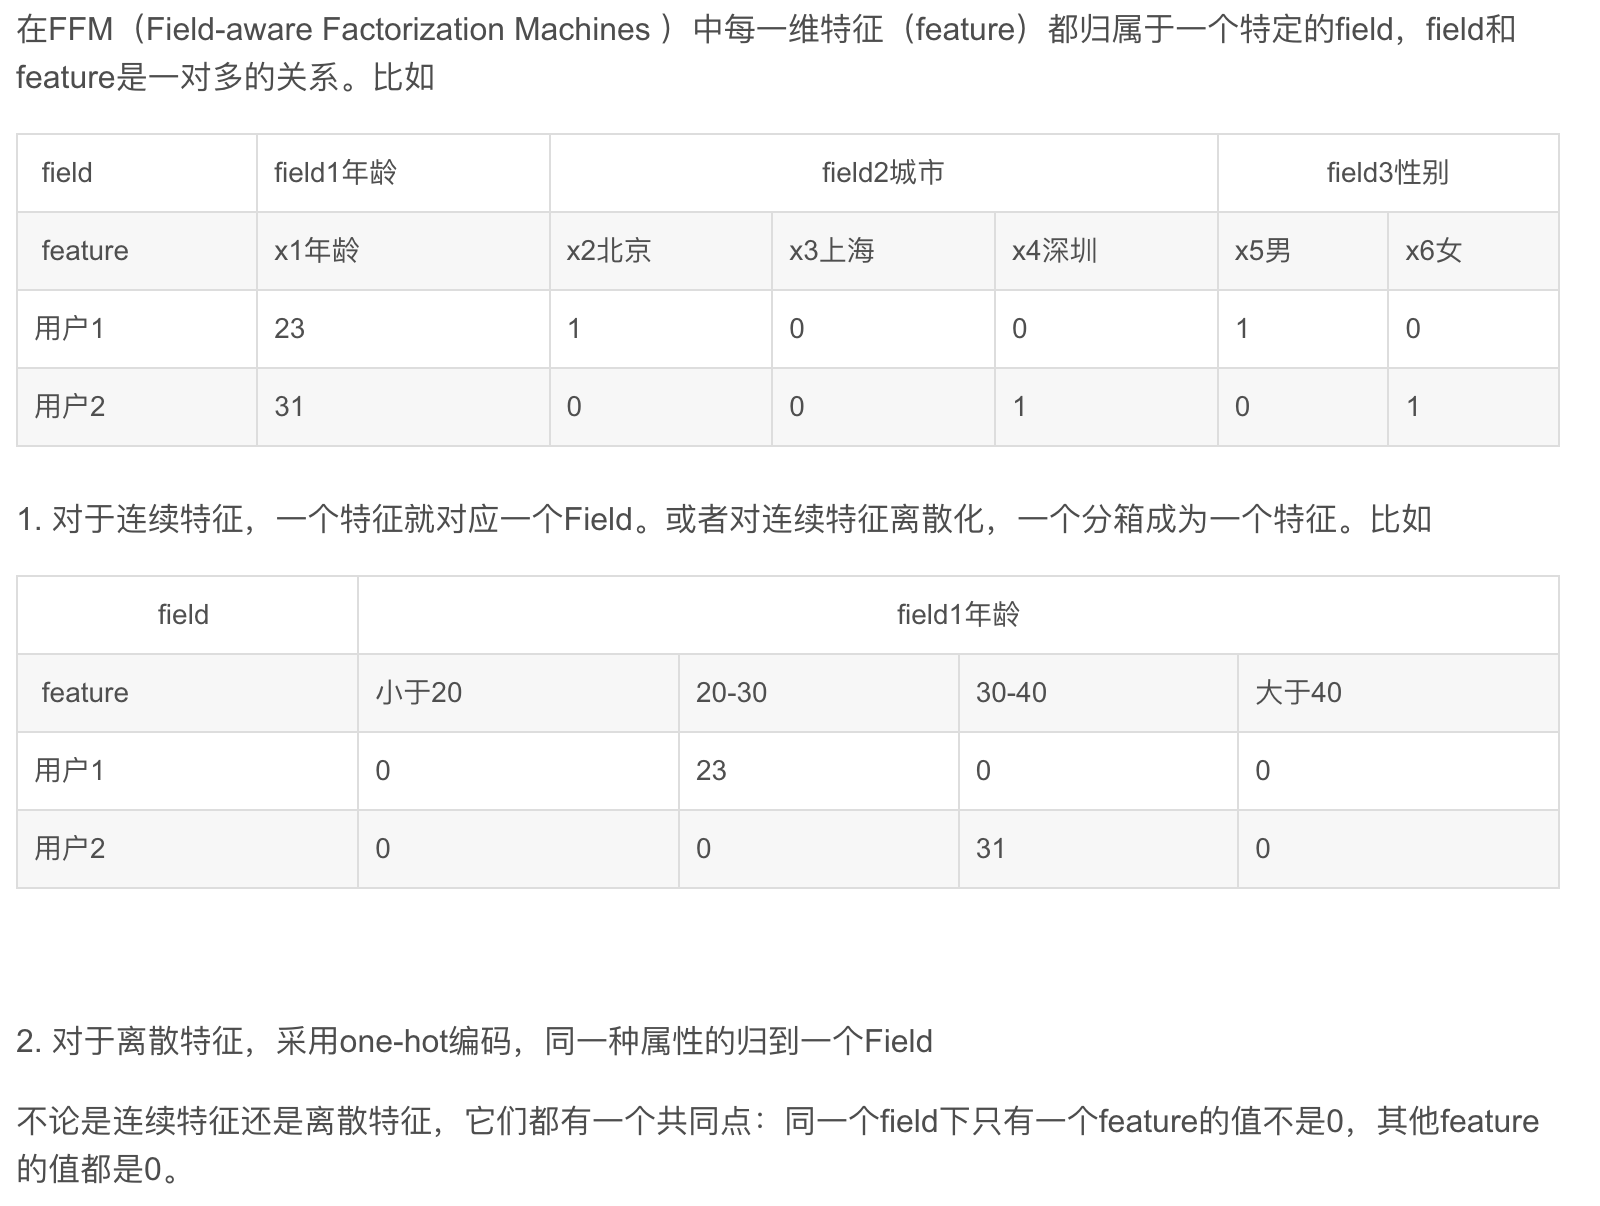 在FFM（Field-aware Factorization Machines ）中每一维特征（feature）都归属于一个特定的field，field和
feature是一对多的关系。比如
field field1年龄 field2城市 field3性别
feature x1年龄 x2北京 x3上海 x4深圳 x5男 x6女
用户1 23 1 0 0 1 0
用户2 31 0 0 1 0 1
1. 对于连续特征，一个特征就对应一个Field。或者对连续特征离散化，一个分箱成为一个特征。比如
field field1年龄
feature 小于20 20-30 30-40 大于40
用户1 0 23 0 0
用户2 0 0 31 0
2. 对于离散特征，采用one-hot编码，同一种属性的归到一个Field
不论是连续特征还是离散特征，它们都有一个共同点：同一个field下只有一个feature的值不是0，其他feature
的值都是0。